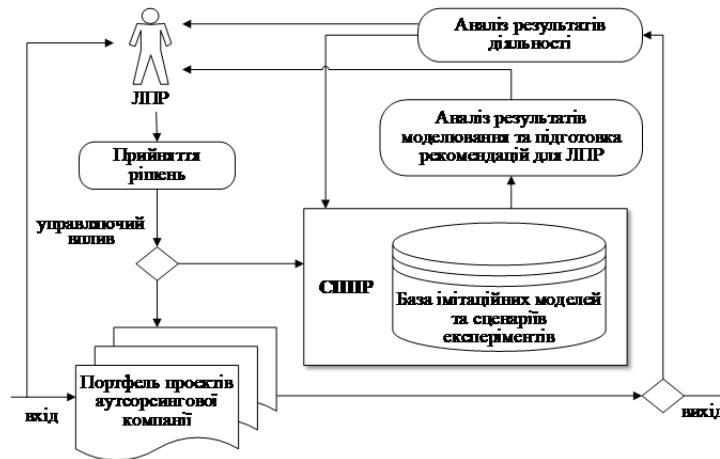 Аналіз результатів
діяльності
ЛПР
Аналіз результатів
моделювання та підготовка
рекомендацій для ЛПР
Прийняття
рішень
управляючий
вплив
СППР
База імітаційних моделей
та сценаріїв
експериментів
Портфель проектів
аутсорсингової
компанії
вхід
вихід